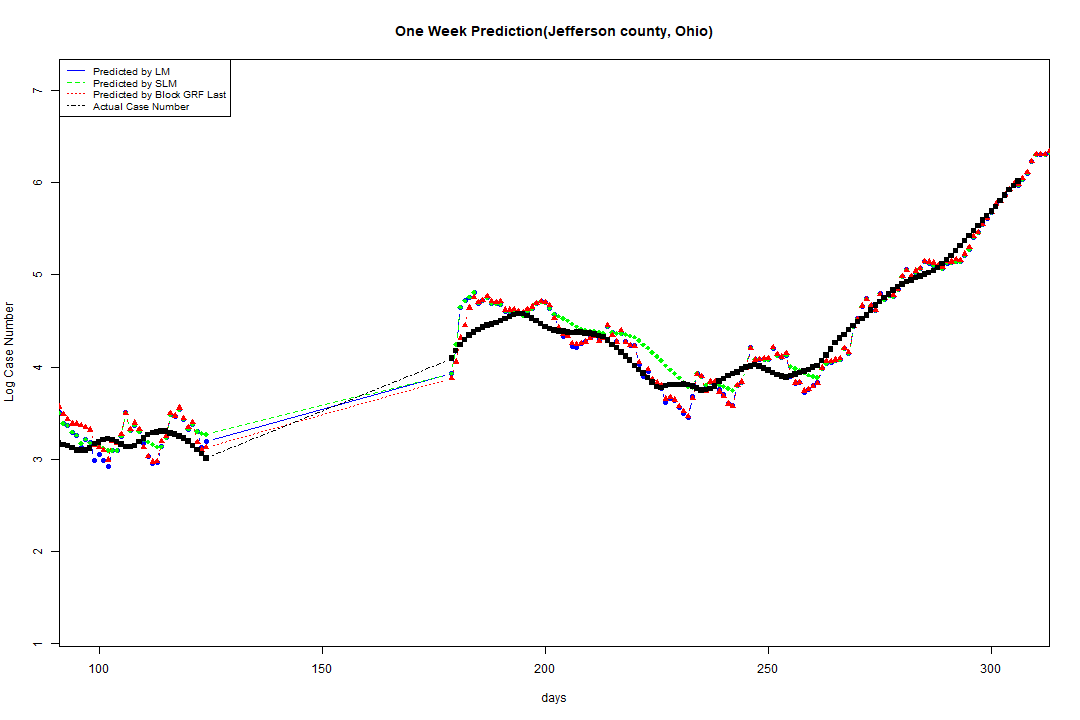 One Week Prediction(Jefferson county, Ohio)
Predicted by LM
Predicted by SLM
Predicted by Block GRF Last
Actual Case Number
Log Case Number
7
6
5
4
3
2
1
100 150 200 250 300
days